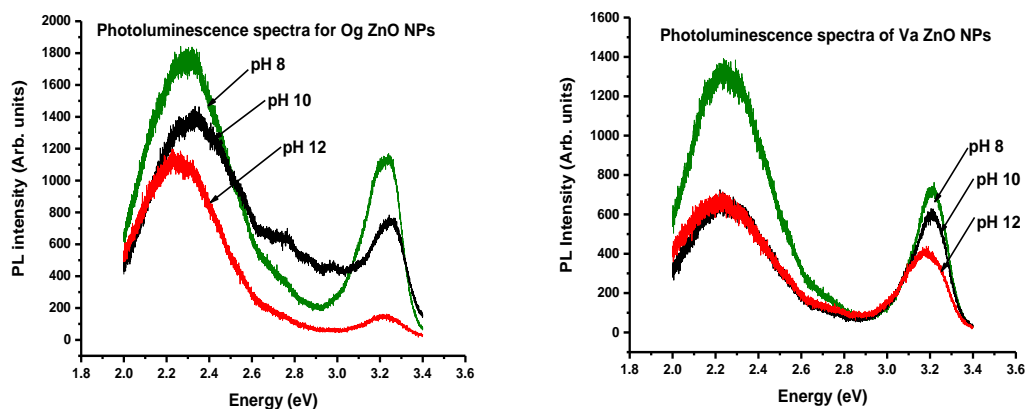 Photoluminescence spectra for Og ZnO NPs
pH 8
pH 10
pH 12
PL intensity (Arb. units)
2000
1800
1600
1400
1200
1000
800
600
400
200
0
2.0 2.2 2.4 2.6 2.8 3.0 3.2 3.4 3.6
Energy (eV)
Photoluminescence spectra of Va ZnO NPs
pH 8
pH 10
pH 12
PL Intensity (Arb. units)
1600
1400
1200
1000
800
600
400
200
0
2.0 2.2 2.4 2.6 2.8 3.0 3.2 3.4 3.6
Energy (eV)